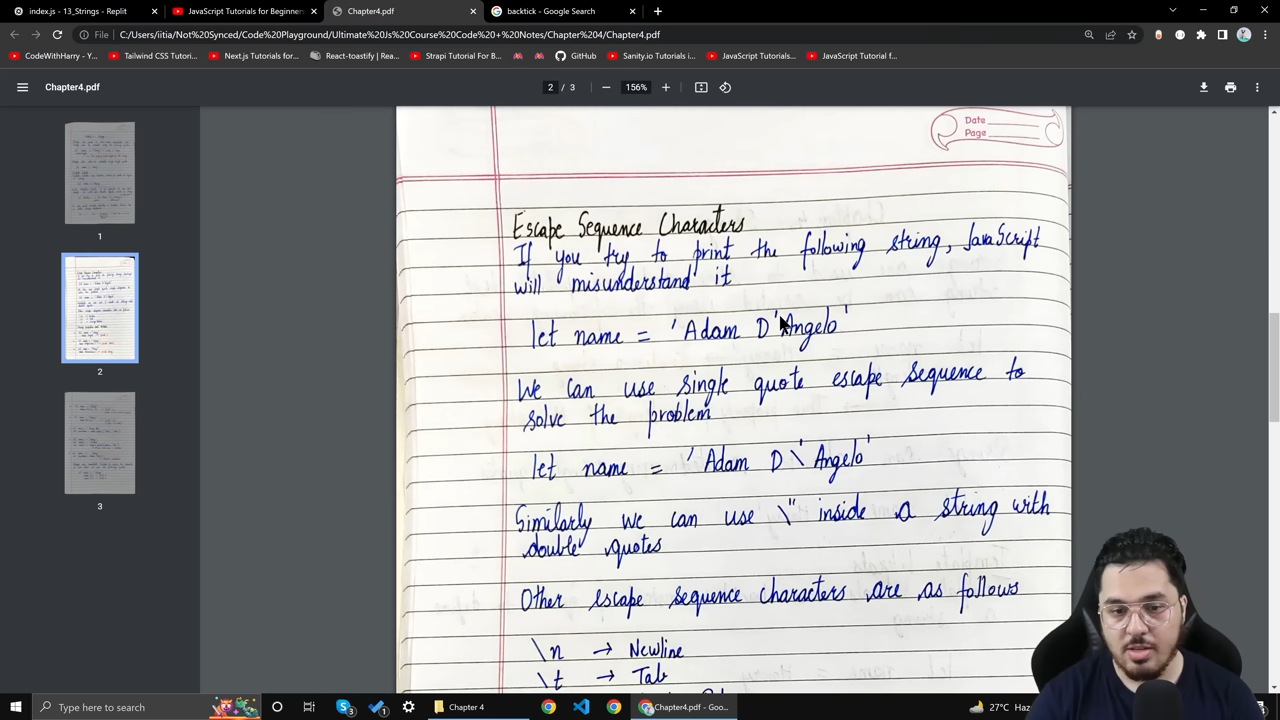 index.js - 13_Strings - Replit
JavaScript Tutorials for Beginner
Chapter4.pdf
backtick - Google Search
File
C:/Users/iitia/Not%20Synced/Code%20Playground/Ultimate%20Js%20Course%20Code%20+%20Notes/Chapter%204/Chapter4.pdf
CodeWithHarry - Y...
Tailwind CSS Tutori...
Next.js Tutorials for...
React-toastify | Rea...
Strapi Tutorial For B...
GitHub
Sanity.io Tutorials i...
JavaScript Tutorials...
JavaScript Tutorial f...
Chapter4.pdf
2 / 3
156%
1
2
3
Date
Page
Escape Sequence Characters
If you try to print the following string, JavaScript
will misunderstand it
let name = 'Adam D'Angelo'
We can use single quote escape sequence to
solve the problem
let name = 'Adam D\'Angelo'
Similarly we can use \" inside a string with
double quotes
Other escape sequence characters are as follows
\n → Newline
\t → Tab
Type here to search
3
1
Chapter 4
Chapter4.pdf - Goo...
27°C Haz